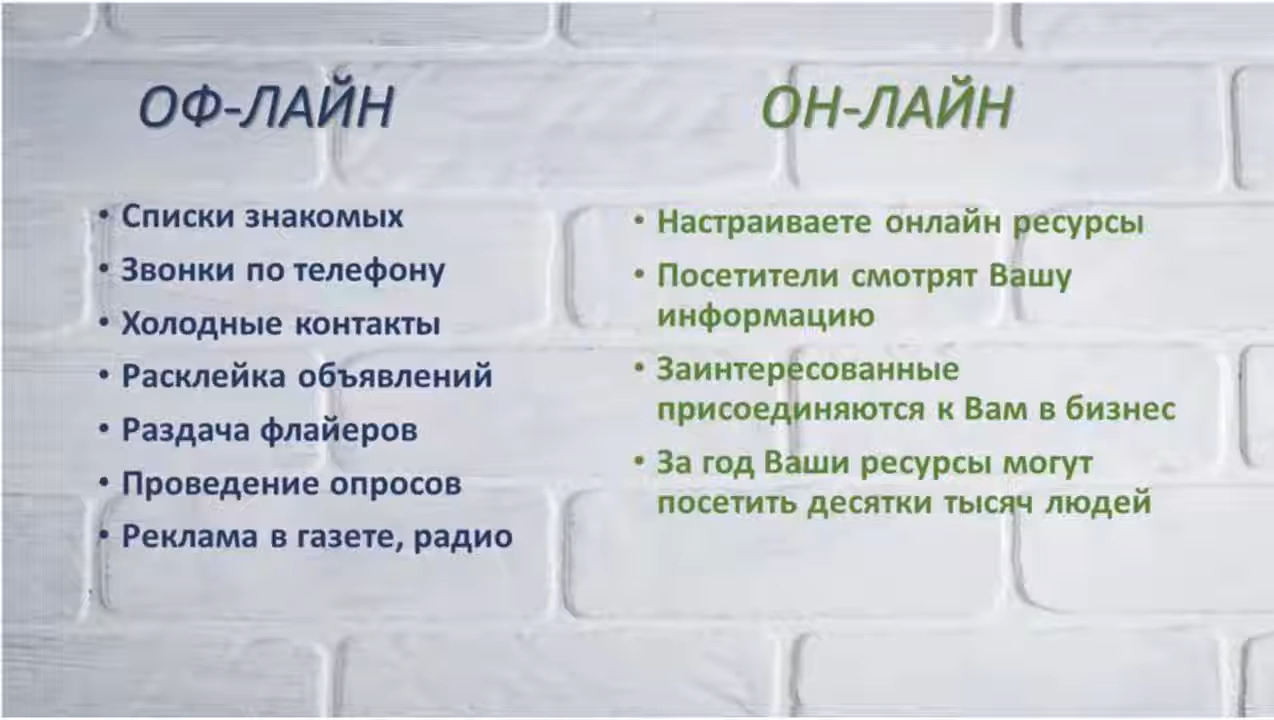 ОФ-ЛАЙН
• Списки знакомых
• Звонки по телефону
• Холодные контакты
• Расклейка объявлений
• Раздача флайеров
• Проведение опросов
• Реклама в газете, радио
ОН-ЛАЙН
• Настраиваете онлайн ресурсы
• Посетители смотрят Вашу
информацию
• Заинтересованные
присоединяются к Вам в бизнес
• За год Ваши ресурсы могут
посетить десятки тысяч людей